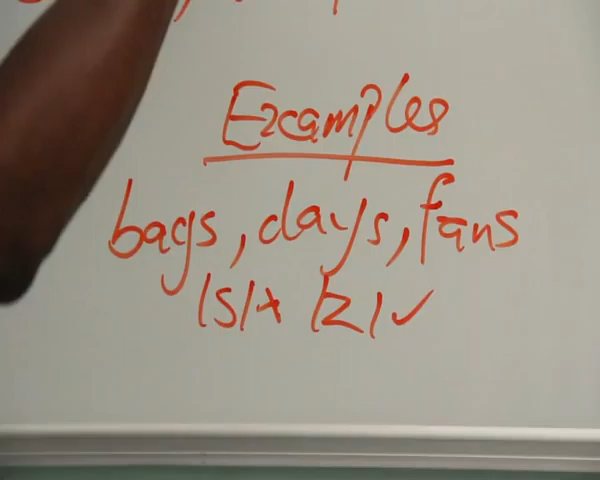 Examples
bags, days, fans
/s/x /z/✓